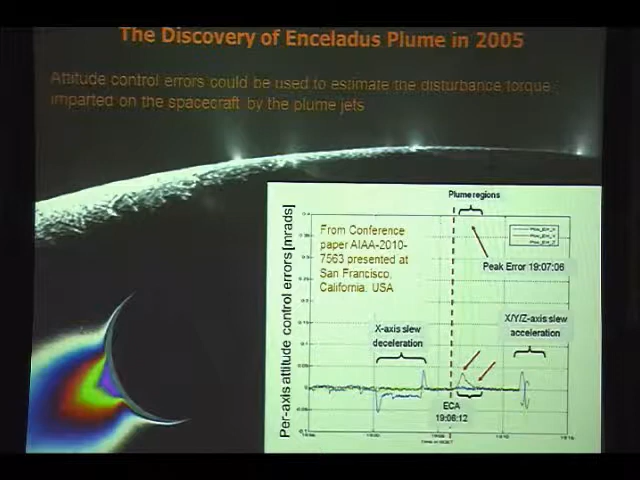 The Discovery of Enceladus Plume in 2005
Attitude control errors could be used to estimate the disturbance torque
imparted on the spacecraft by the plume jets
Plume regions
From Conference
paper AIAA-2010-
7563 presented at
San Francisco,
California, USA
Peak Error 19:07:06
Per-axis attitude control errors [mrads]
X-axis slew
deceleration
X/Y/Z-axis slew
acceleration
ECA
19:06:12